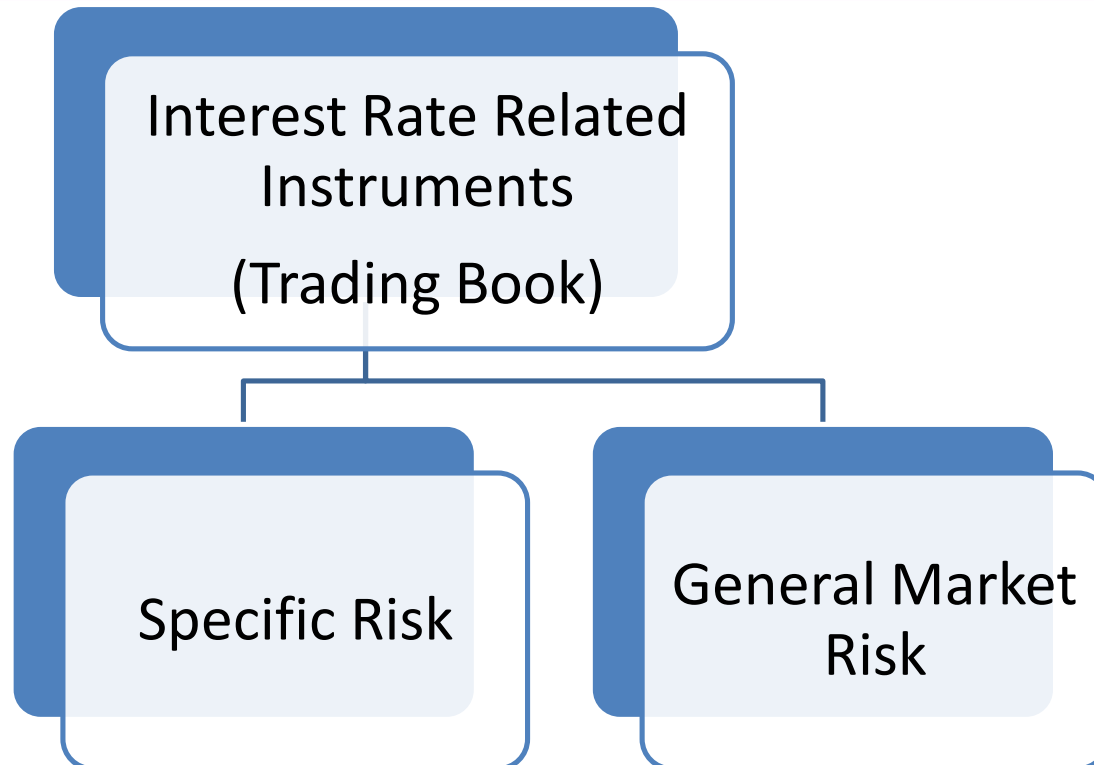 Interest Rate Related
Instruments
(Trading Book)
Specific Risk
General Market
Risk